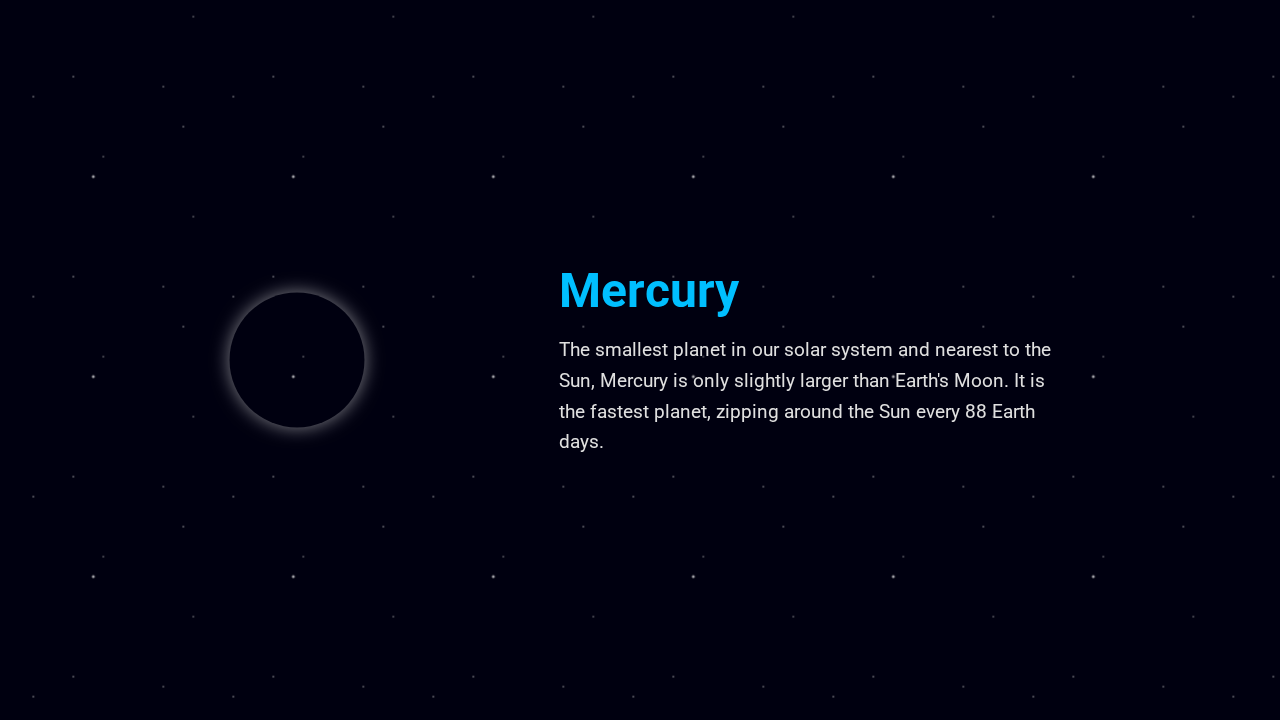 Mercury
The smallest planet in our solar system and nearest to the
Sun, Mercury is only slightly larger than Earth's Moon. It is
the fastest planet, zipping around the Sun every 88 Earth
days.